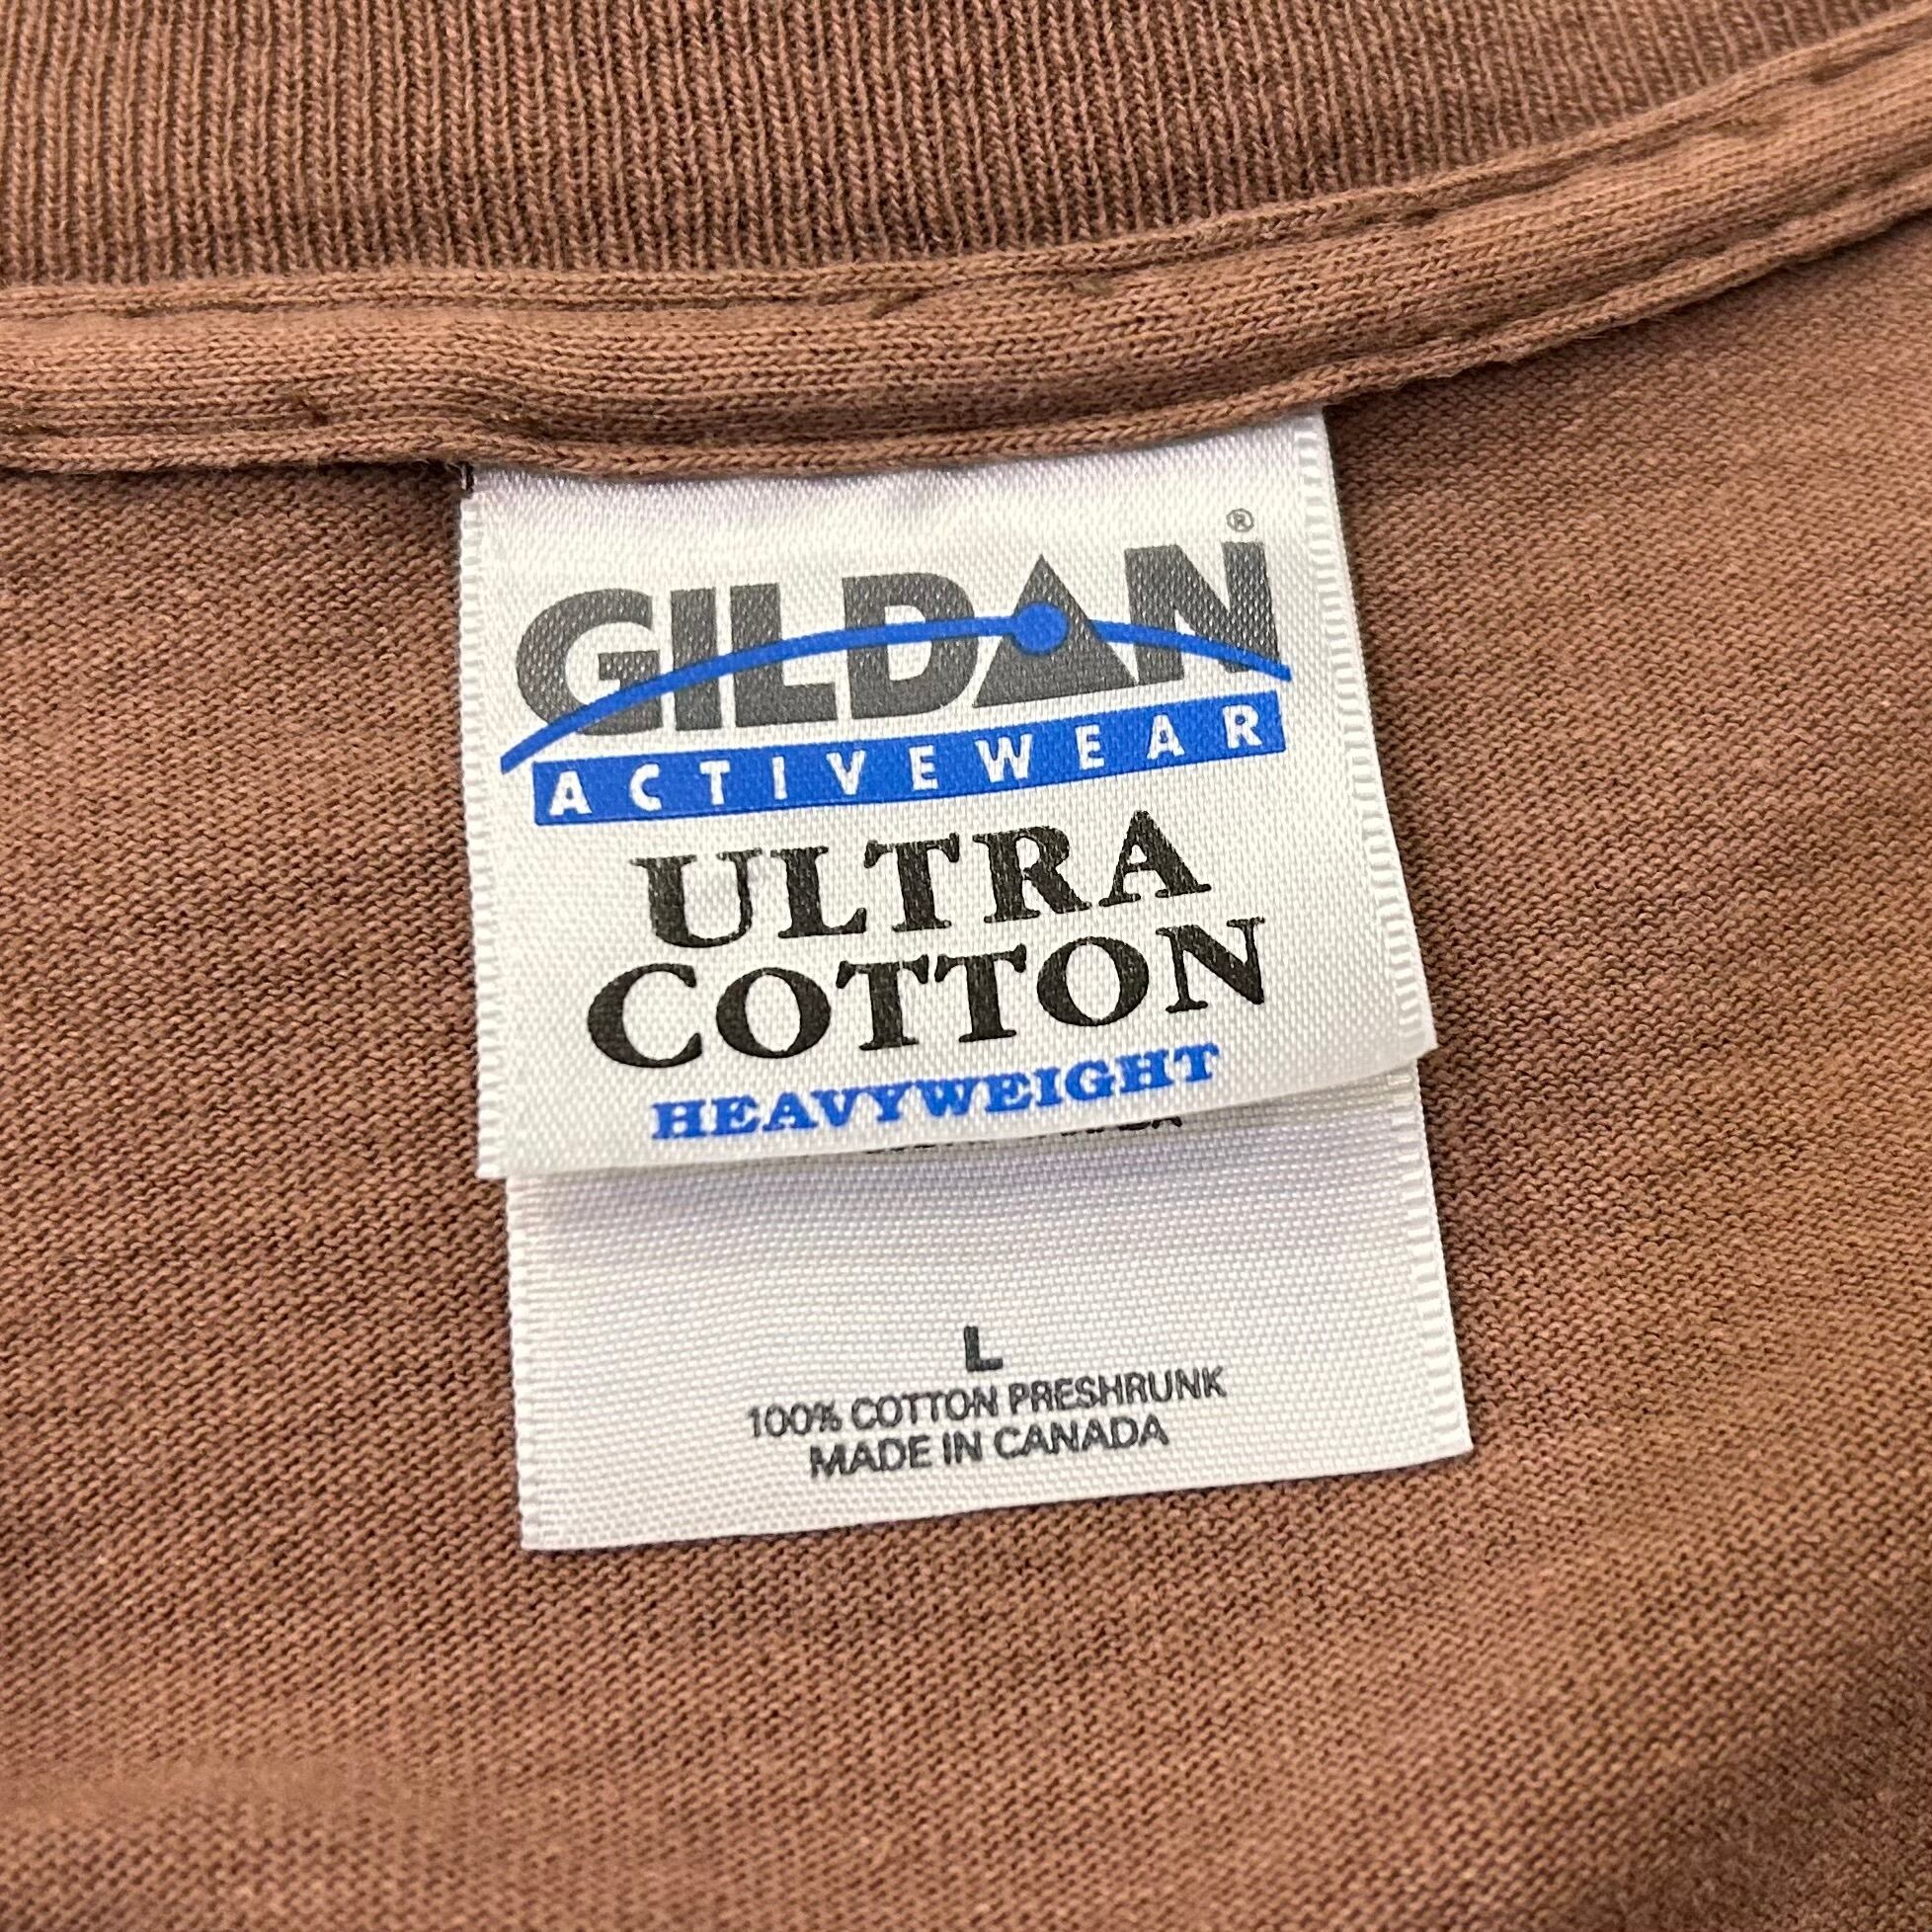 GILDAN®
ACTIVEWEAR
ULTRA
COTTON
HEAVYWEIGHT
L
100% COTTON PRESHRUNK
MADE IN CANADA